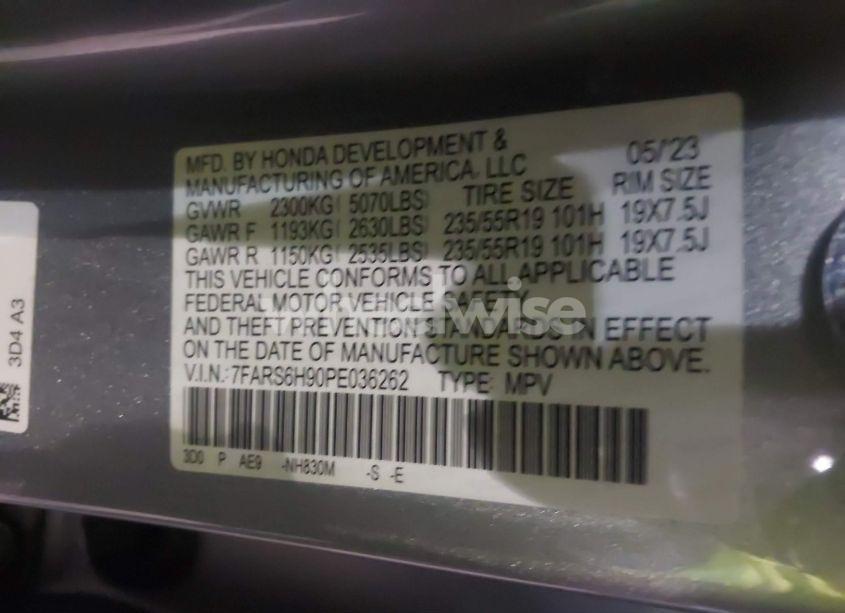 MFD. BY HONDA DEVELOPMENT & 05/'23
MANUFACTURING OF AMERICA, LLC
GVWR 2300KG( 5070LBS) TIRE SIZE RIM SIZE
GAWR F 1193KG( 2630LBS) 235/55R19 101H 19X7.5J
GAWR R 1150KG( 2535LBS) 235/55R19 101H 19X7.5J
THIS VEHICLE CONFORMS TO ALL APPLICABLE
FEDERAL MOTOR VEHICLE SAFETY
AND THEFT PREVENTION STANDARDS IN EFFECT
ON THE DATE OF MANUFACTURE SHOWN ABOVE.
V.I.N.:7FARS6H90PE036262 TYPE: MPV
3D0 P AE9 -NH830M -S -E
3D4 A3